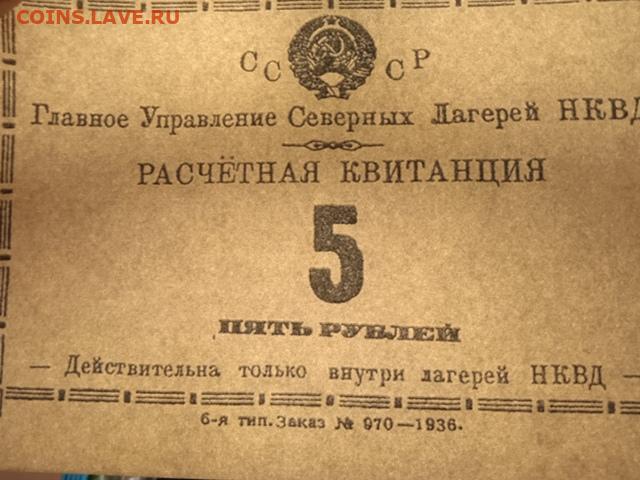 COINS.LAVE.RU
СССР
Главное Управление Северных Лагерей НКВД
РАСЧЁТНАЯ КВИТАНЦИЯ
5
ПЯТЬ РУБЛЕЙ
— Действительна только внутри лагерей НКВД —
6-я тип. Заказ № 970—1936.